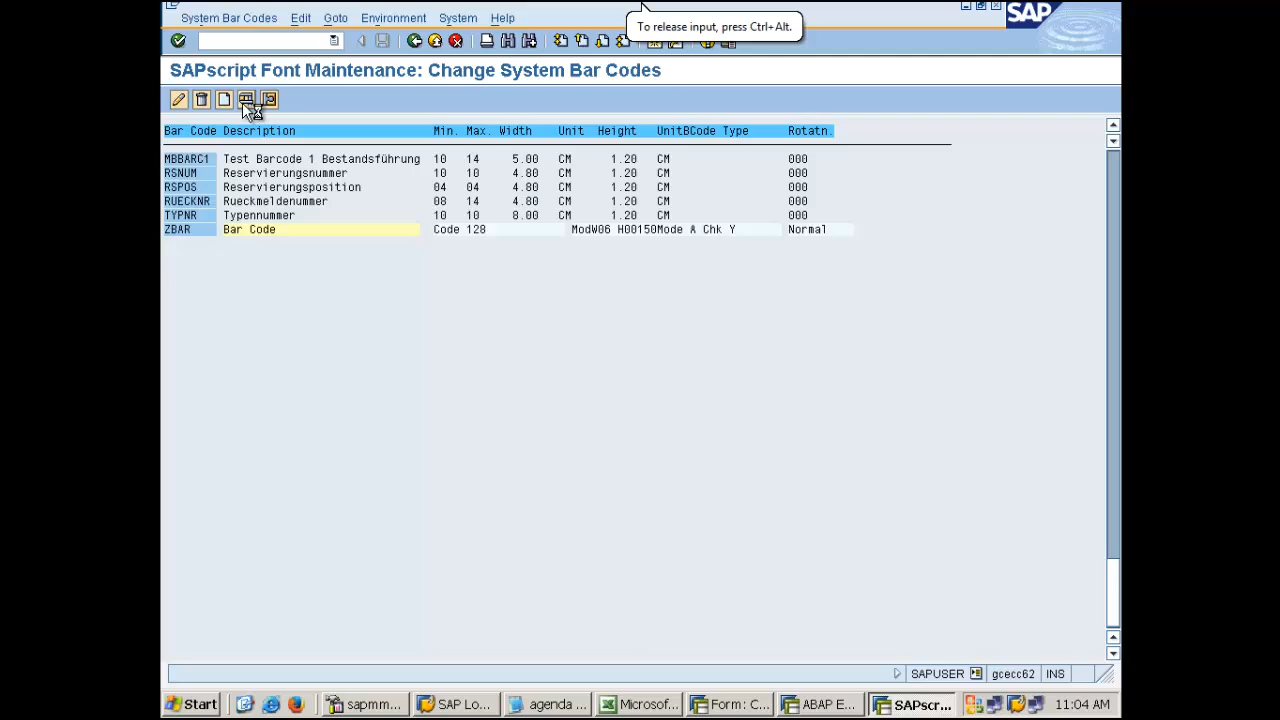 System Bar Codes Edit Goto Environment System Help
To release input, press Ctrl+Alt.
SAP
SAPscript Font Maintenance: Change System Bar Codes
Bar Code Description Min. Max. Width Unit Height UnitBCode Type Rotatn.
MBBARC1 Test Barcode 1 Bestandsführung 10 14 5.00 CM 1.20 CM 000
RSNUM Reservierungsnummer 10 10 4.80 CM 1.20 CM 000
RSPOS Reservierungsposition 04 04 4.80 CM 1.20 CM 000
RUECKNR Rueckmeldenummer 08 14 4.80 CM 1.20 CM 000
TYPNR Typennummer 10 10 8.00 CM 1.20 CM 000
ZBAR Bar Code Code 128 ModW06 H00150Mode A Chk Y Normal
SAPUSER gcecc62 INS
Start sapmm... SAP Lo... agenda ... Microsof... Form: C... ABAP E... SAPscr... 11:04 AM